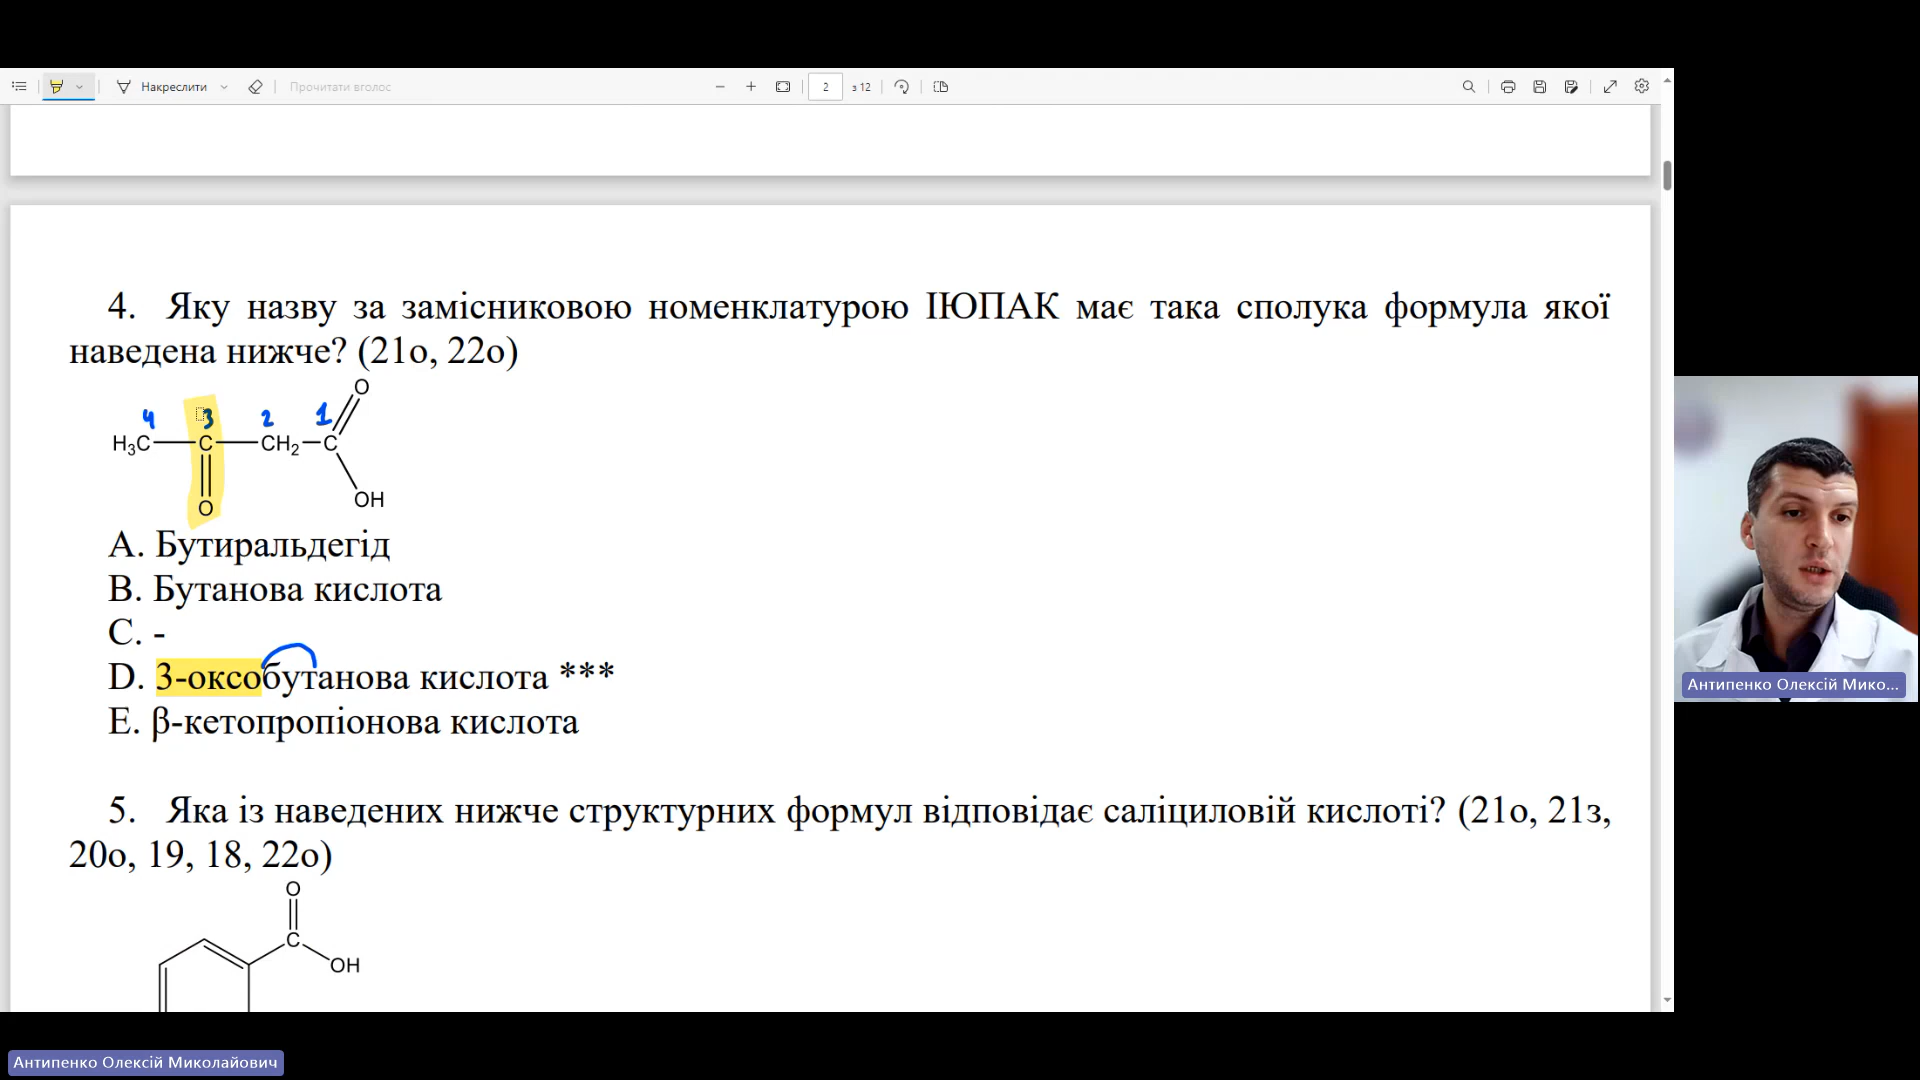 Накреслити
Прочитати вголос
2 з 12
4. Яку назву за замісниковою номенклатурою ІЮПАК має така сполука формула якої
наведена нижче? (21о, 22о)
O
4 3 2 1
H₃C C CH₂ C
O
OH
A. Бутиральдегід
B. Бутанова кислота
C. -
D. 3-оксобутанова кислота ***
E. β-кетопропіонова кислота
5. Яка із наведених нижче структурних формул відповідає саліциловій кислоті? (21о, 21з,
20о, 19, 18, 22о)
O
C
OH
Антипенко Олексій Мико...
Антипенко Олексій Миколайович